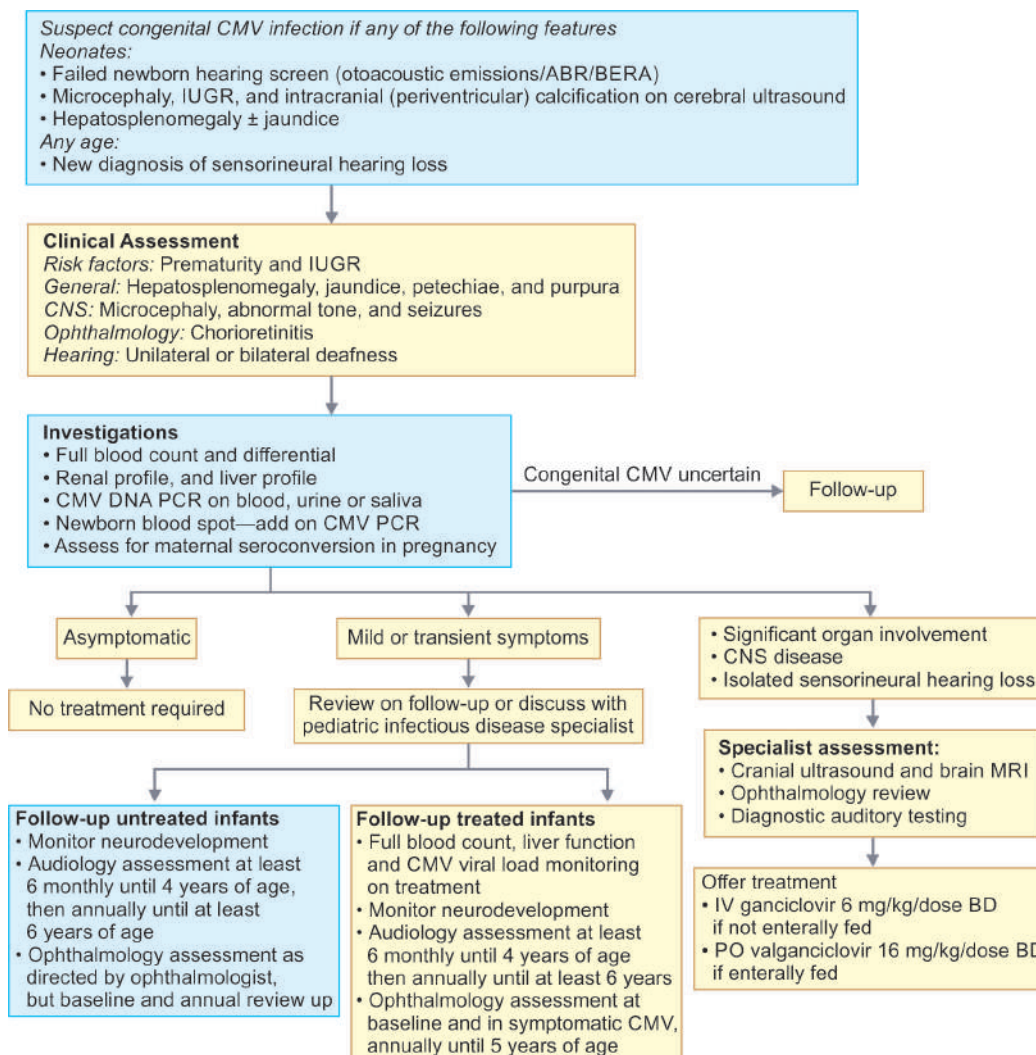 Suspect congenital CMV infection if any of the following features
Neonates:
• Failed newborn hearing screen (otoacoustic emissions/ABR/BERA)
• Microcephaly, IUGR, and intracranial (periventricular) calcification on cerebral ultrasound
• Hepatosplenomegaly ± jaundice
Any age:
• New diagnosis of sensorineural hearing loss
Clinical Assessment
Risk factors: Prematurity and IUGR
General: Hepatosplenomegaly, jaundice, petechiae, and purpura
CNS: Microcephaly, abnormal tone, and seizures
Ophthalmology: Chorioretinitis
Hearing: Unilateral or bilateral deafness
Investigations
• Full blood count and differential
• Renal profile, and liver profile
• CMV DNA PCR on blood, urine or saliva
• Newborn blood spot—add on CMV PCR
• Assess for maternal seroconversion in pregnancy
Congenital CMV uncertain
Follow-up
Asymptomatic
No treatment required
Mild or transient symptoms
Review on follow-up or discuss with
pediatric infectious disease specialist
• Significant organ involvement
• CNS disease
• Isolated sensorineural hearing loss
Specialist assessment:
• Cranial ultrasound and brain MRI
• Ophthalmology review
• Diagnostic auditory testing
Offer treatment
• IV ganciclovir 6 mg/kg/dose BD
if not enterally fed
• PO valganciclovir 16 mg/kg/dose BD
if enterally fed
Follow-up untreated infants
• Monitor neurodevelopment
• Audiology assessment at least
6 monthly until 4 years of age,
then annually until at least
6 years of age
• Ophthalmology assessment as
directed by ophthalmologist,
but baseline and annual review up
Follow-up treated infants
• Full blood count, liver function
and CMV viral load monitoring
on treatment
• Monitor neurodevelopment
• Audiology assessment at least
6 monthly until 4 years of age
then annually until at least 6 years
• Ophthalmology assessment at
baseline and in symptomatic CMV,
annually until 5 years of age